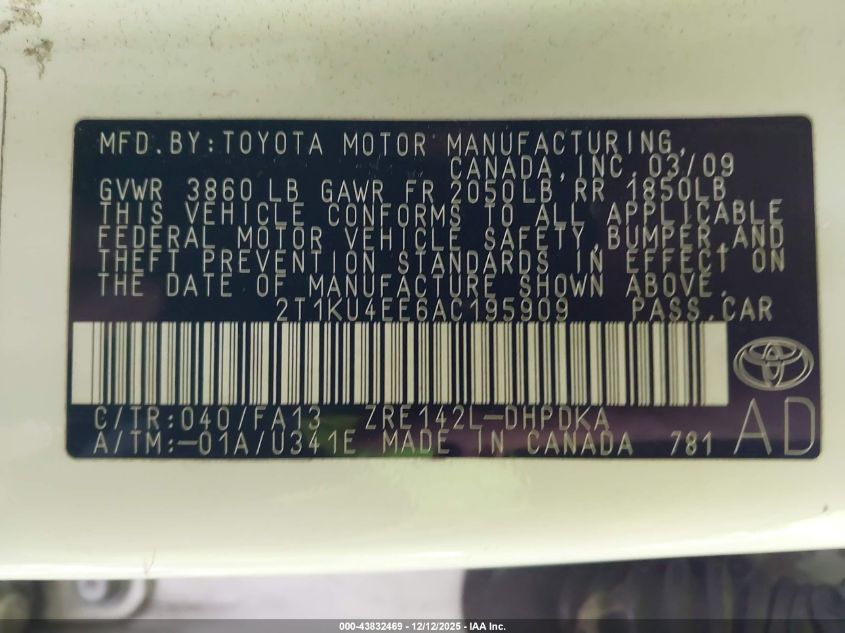 MFD.BY:TOYOTA MOTOR MANUFACTURING,
CANADA,INC. 03/09
GVWR 3860 LB GAWR FR 2050LB RR 1850LB
THIS VEHICLE CONFORMS TO ALL APPLICABLE
FEDERAL MOTOR VEHICLE SAFETY,BUMPER,AND
THEFT PREVENTION STANDARDS IN EFFECT ON
THE DATE OF MANUFACTURE SHOWN ABOVE.
2T1KU4EE6AC195909 PASS.CAR
C/TR:040/FA13 ZRE142L-DHPDKA
A/TM:-01A/U341E MADE IN CANADA 781
AD
000-43832469 - 12/12/2025 - IAA Inc.